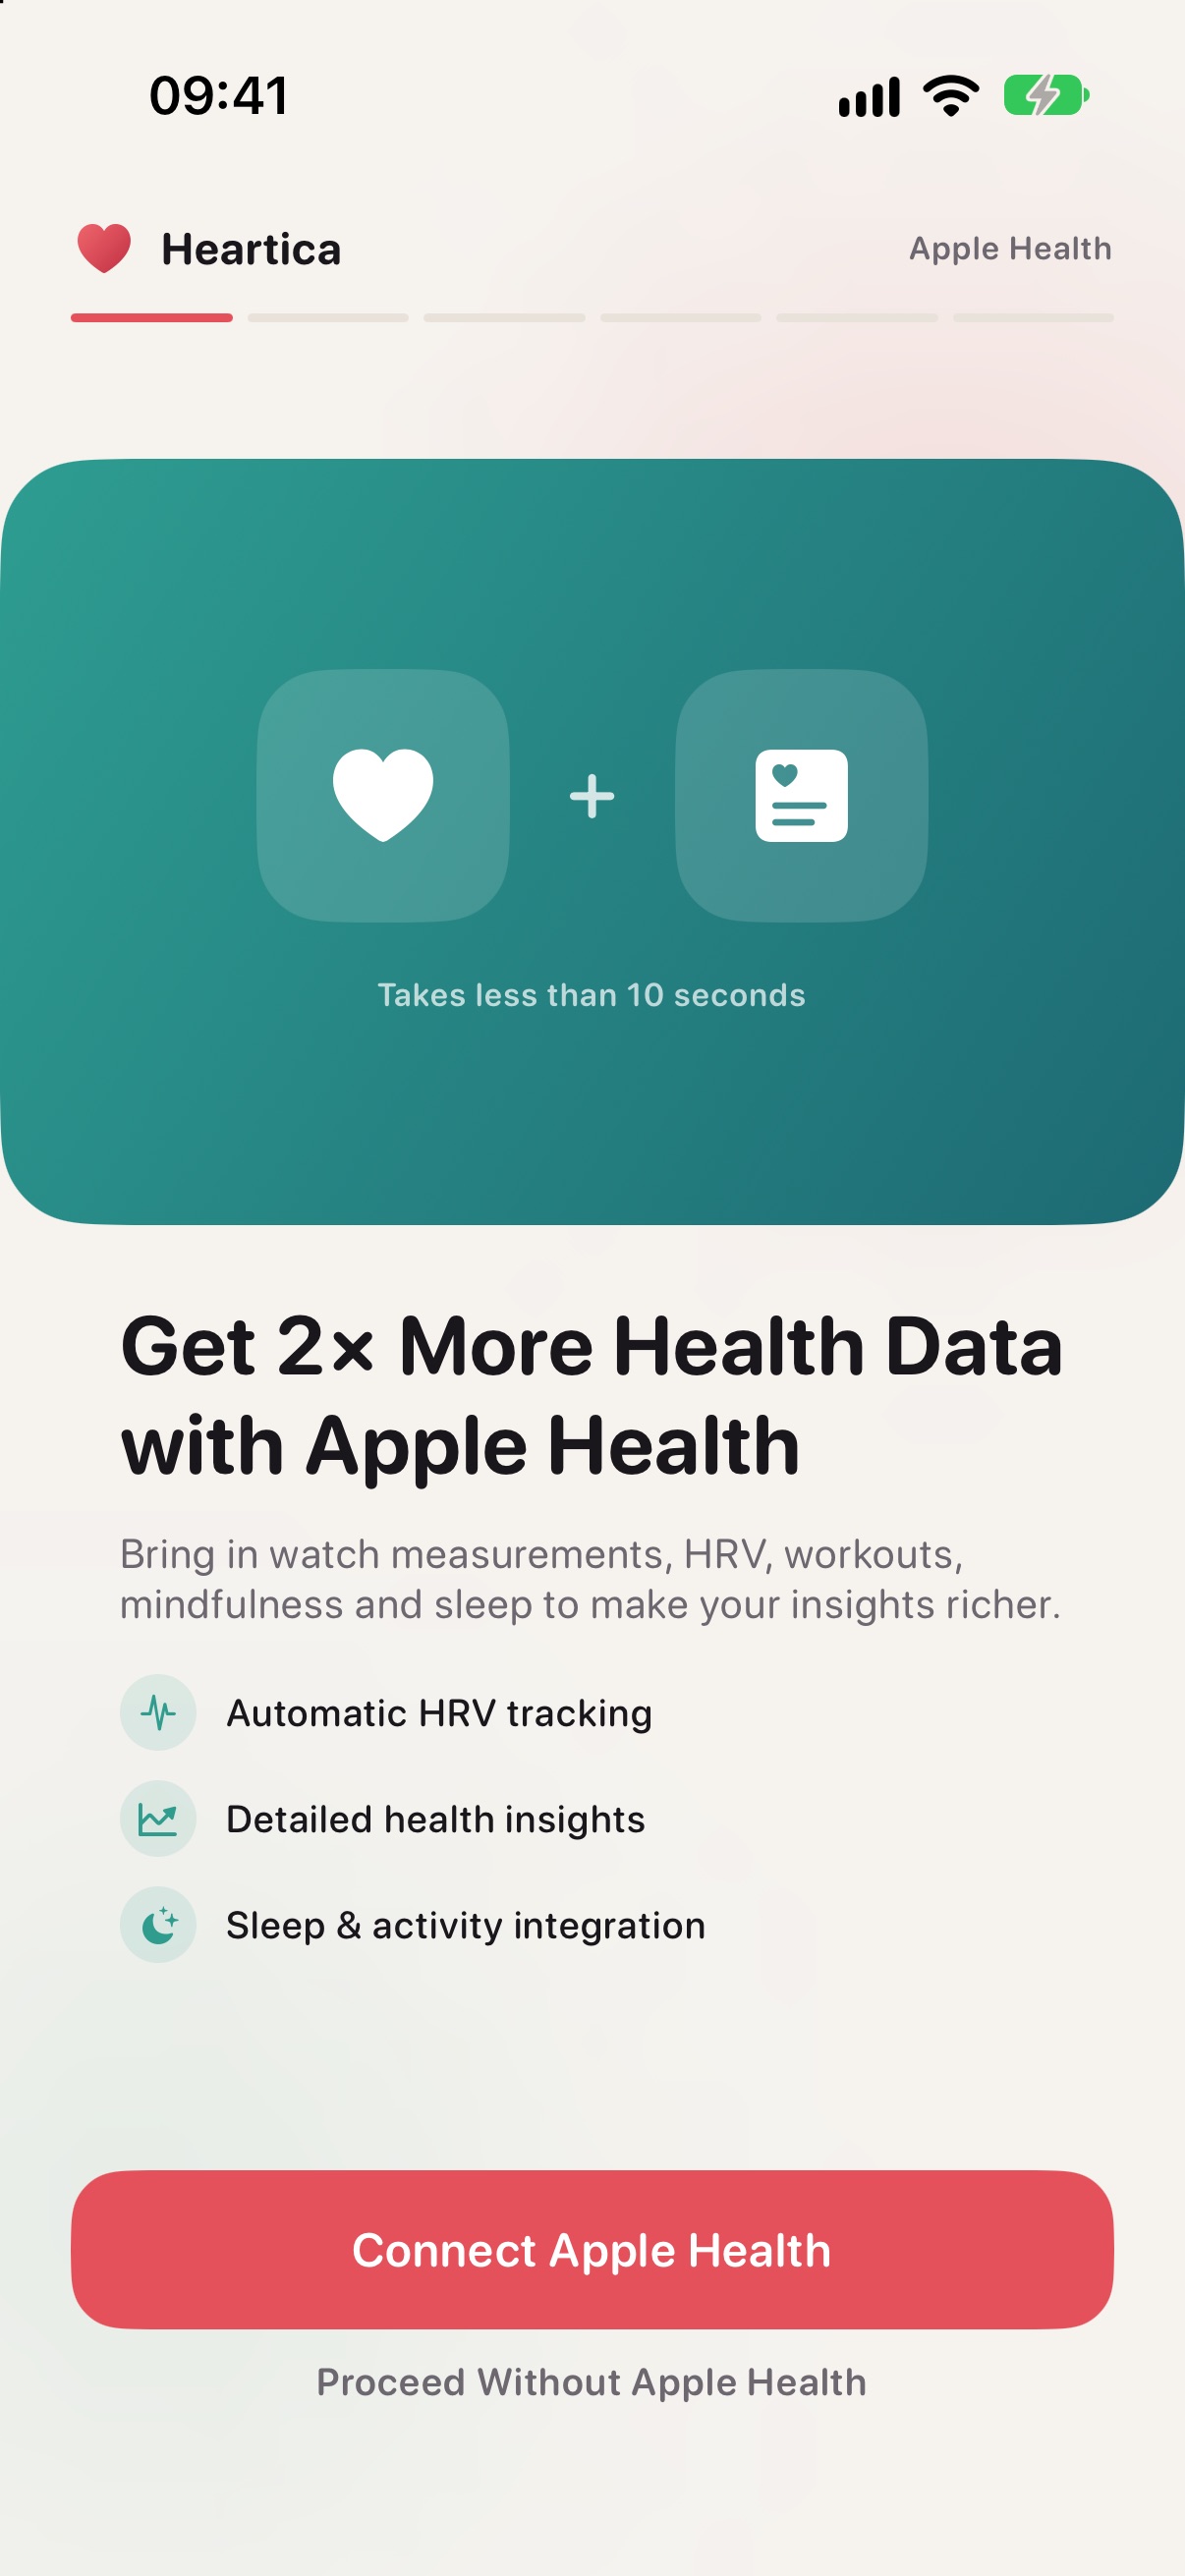 09:41
Heartica
Apple Health
Takes less than 10 seconds
Get 2× More Health Data
with Apple Health
Bring in watch measurements, HRV, workouts,
mindfulness and sleep to make your insights richer.
Automatic HRV tracking
Detailed health insights
Sleep & activity integration
Connect Apple Health
Proceed Without Apple Health